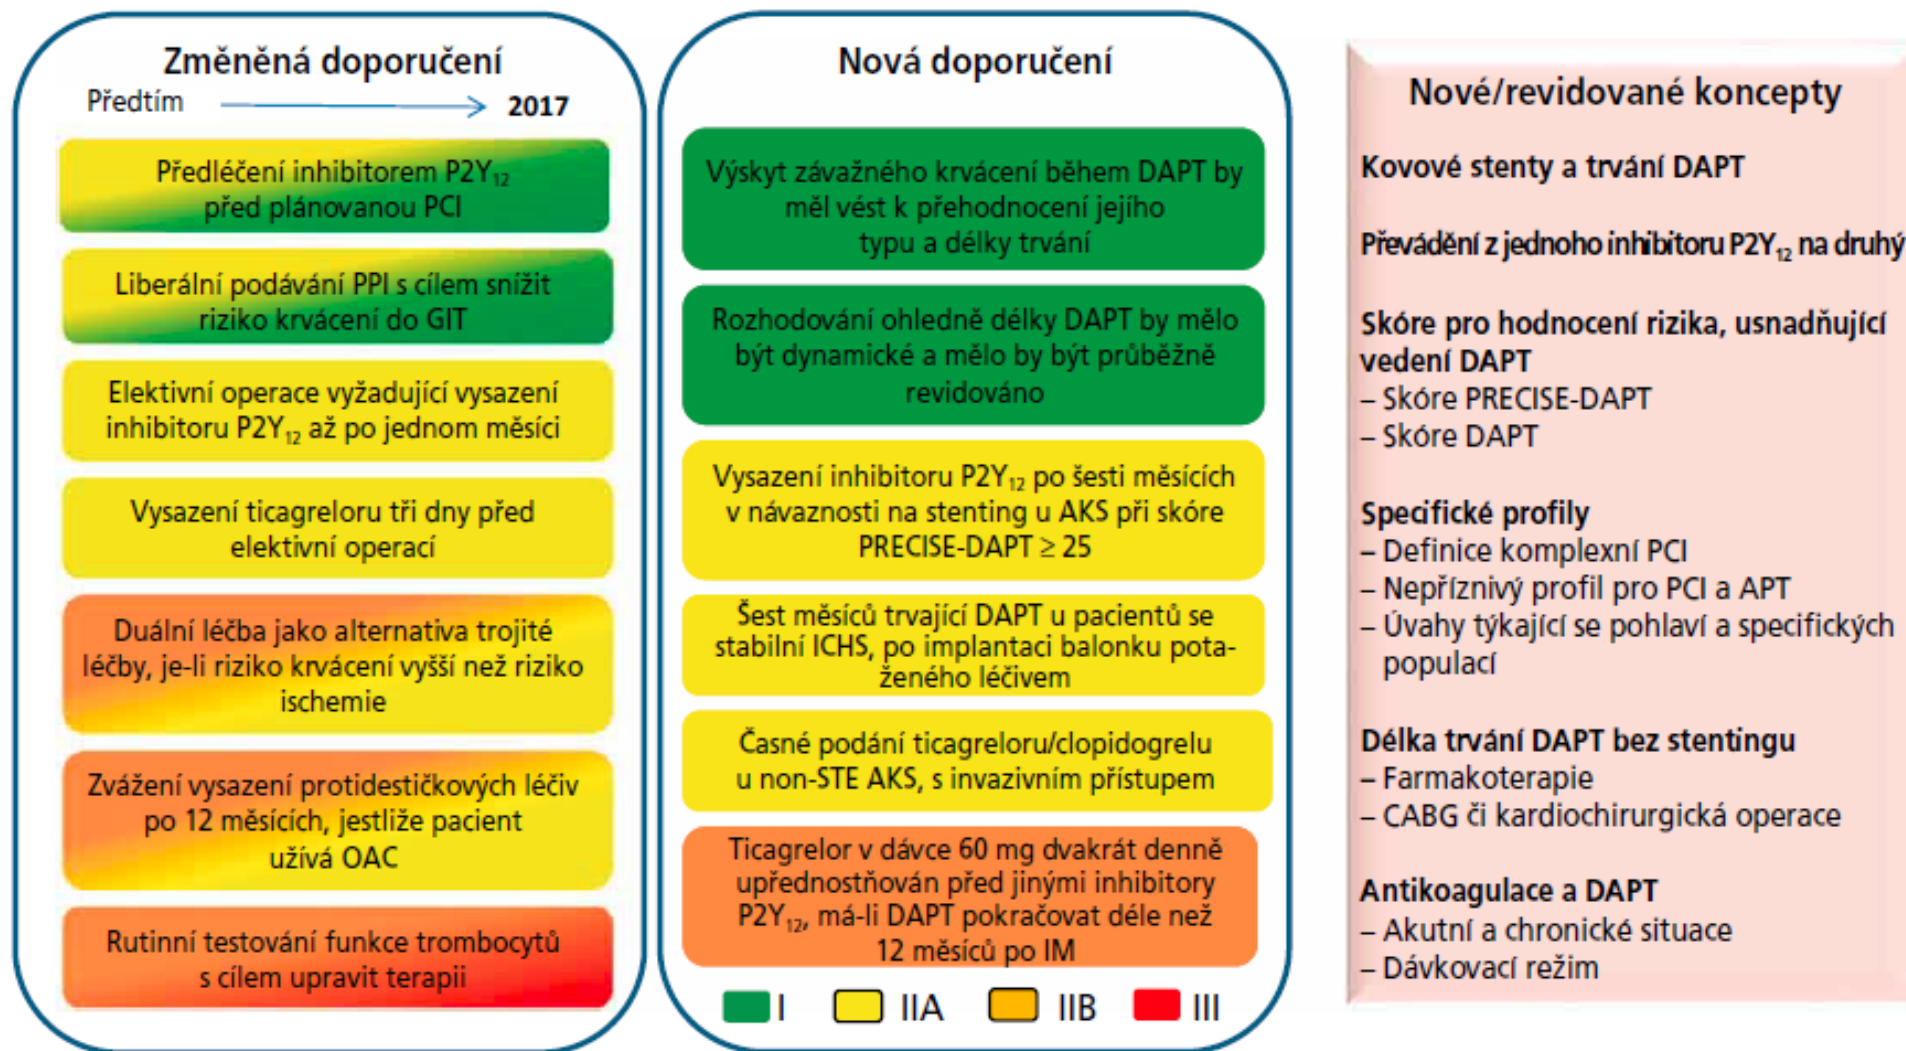 Změněná doporučení
Předtím
2017
Předléčení inhibitorem P2Y₁₂
před plánovanou PCI
Liberální podávání PPI s cílem snížit
riziko krvácení do GIT
Elektivní operace vyžadující vysazení
inhibitoru P2Y₁₂ až po jednom měsíci
Vysazení ticagreloru tři dny před
elektivní operací
Duální léčba jako alternativa trojité
léčby, je-li riziko krvácení vyšší než riziko
ischemie
Zvážení vysazení protidestičkových léčiv
po 12 měsících, jestliže pacient
užívá OAC
Rutinní testování funkce trombocytů
s cílem upravit terapii
Nová doporučení
Výskyt závažného krvácení během DAPT by
měl vést k přehodnocení jejího
typu a délky trvání
Rozhodování ohledně délky DAPT by mělo
být dynamické a mělo by být průběžně
revidováno
Vysazení inhibitoru P2Y₁₂ po šesti měsících
v návaznosti na stenting u AKS při skóre
PRECISE-DAPT ≥ 25
Šest měsíců trvající DAPT u pacientů se
stabilní ICHS, po implantaci balonku pota-
ženého léčivem
Časné podání ticagreloru/clopidogrelu
u non-STE AKS, s invazivním přístupem
Ticagrelor v dávce 60 mg dvakrát denně
upřednostňován před jinými inhibitory
P2Y₁₂, má-li DAPT pokračovat déle než
12 měsíců po IM
I IIA IIB III
Nové/revidované koncepty
Kovové stenty a trvání DAPT
Převádění z jednoho inhibitoru P2Y₁₂ na druhý
Skóre pro hodnocení rizika, usnadňující
vedení DAPT
– Skóre PRECISE-DAPT
– Skóre DAPT
Specifické profily
– Definice komplexní PCI
– Nepříznivý profil pro PCI a APT
– Úvahy týkající se pohlaví a specifických
populací
Délka trvání DAPT bez stentingu
– Farmakoterapie
– CABG či kardiochirurgická operace
Antikoagulace a DAPT
– Akutní a chronické situace
– Dávkovací režim